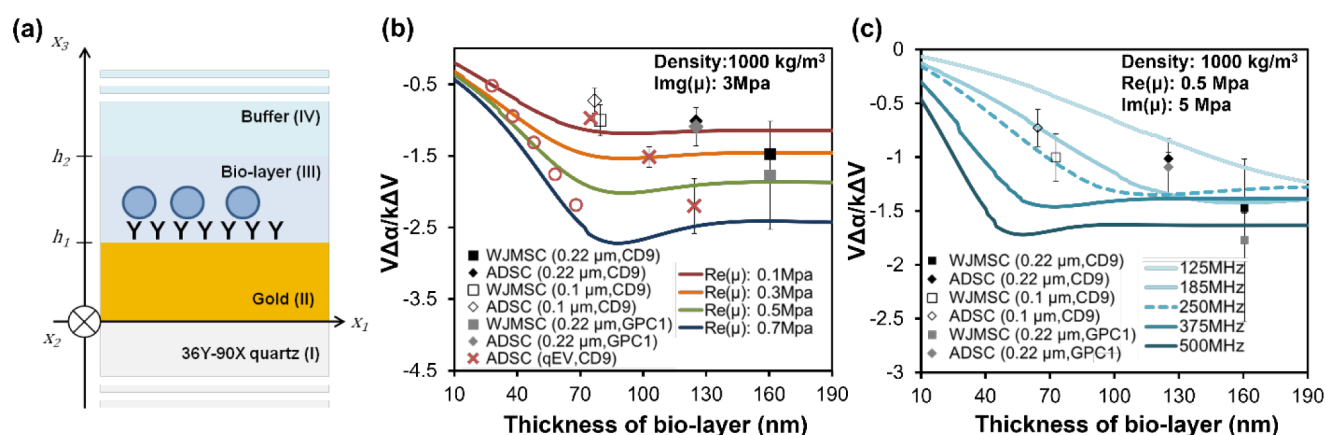 (a)
X3
Buffer (IV)
h2
Bio-layer (III)
Y Y Y Y Y Y Y
h1
Gold (II)
X2
X1
36Y-90X quartz (I)
(b)
10 40 70 100 130 160 190
-0.5
-1.5
-2.5
-4.5
VΔα/kΔV
Density:1000 kg/m³
Img(μ): 3Mpa
WJMSC (0.22 μm,CD9)
ADSC (0.22 μm,CD9)
WJMSC (0.1 μm,CD9)
ADSC (0.1 μm,CD9)
WJMSC (0.22 μm,GPC1)
ADSC (0.22 μm,GPC1)
ADSC (qEV,CD9)
Re(μ): 0.1Mpa
Re(μ): 0.3Mpa
Re(μ): 0.5Mpa
Re(μ): 0.7Mpa
Thickness of bio-layer (nm)
(c)
0
-0.5
-1
-1.5
-2
-2.5
-3
VΔα/kΔV
Density: 1000 kg/m³
Re(μ): 0.5 Mpa
Im(μ): 5 Mpa
WJMSC (0.22 μm,CD9)
ADSC (0.22 μm,CD9)
WJMSC (0.1 μm,CD9)
ADSC (0.1 μm,CD9)
WJMSC (0.22 μm,GPC1)
ADSC (0.22 μm,GPC1)
125MHz
185MHz
250MHz
375MHz
500MHz
10 40 70 100 130 160 190
Thickness of bio-layer (nm)